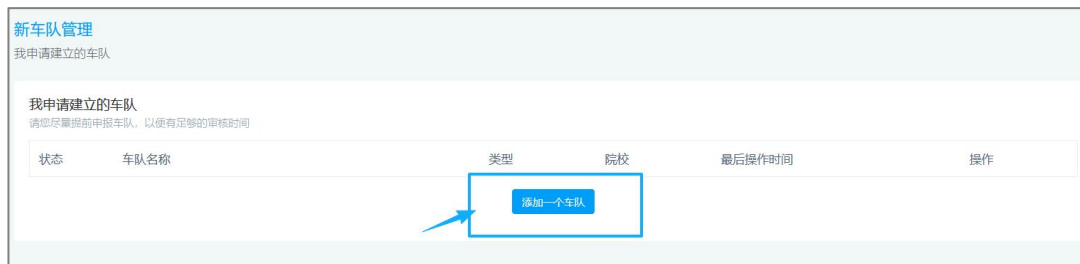 新车队管理
我申请建立的车队
我申请建立的车队
请您尽量提前申报车队，以便有足够的审核时间
状态 车队名称 类型 院校 最后操作时间 操作
添加一个车队